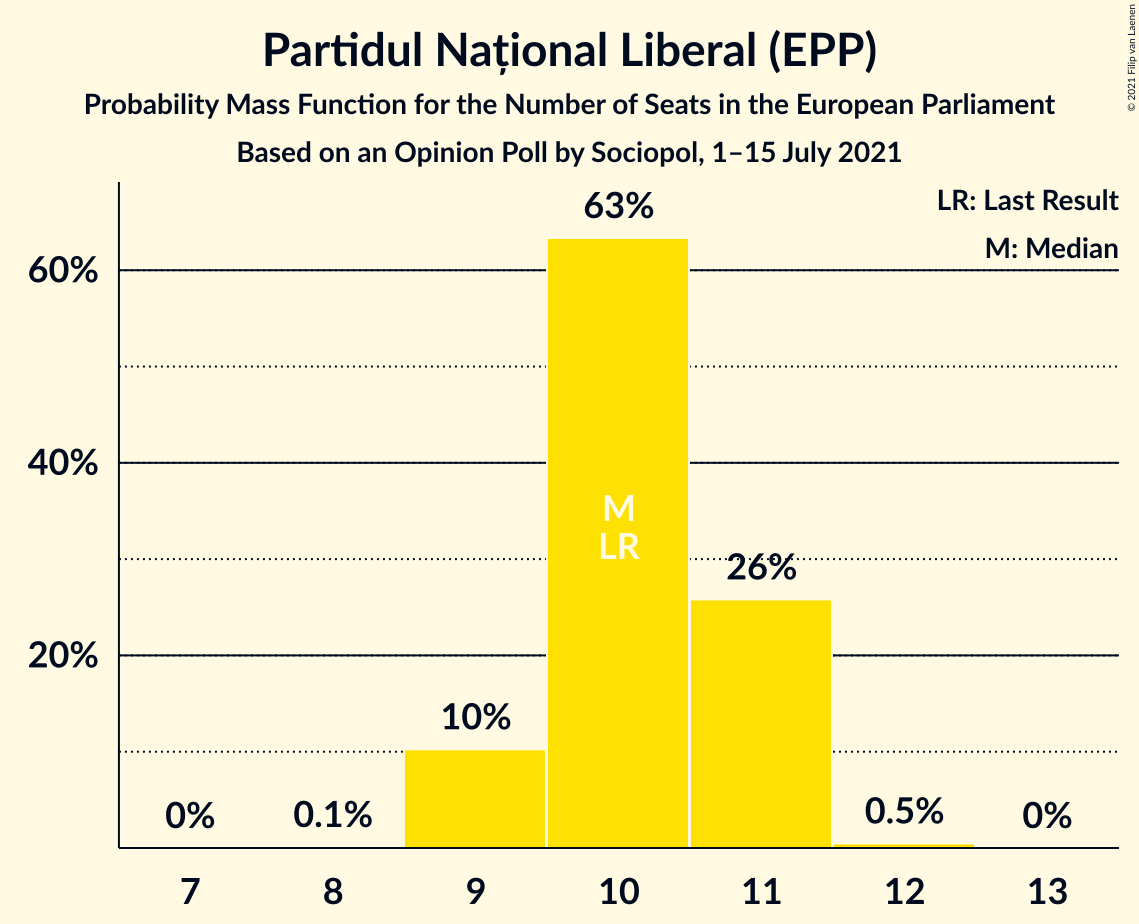 Partidul Național Liberal (EPP)
Probability Mass Function for the Number of Seats in the European Parliament
Based on an Opinion Poll by Sociopol, 1–15 July 2021
© 2021 Filip van Laenen
LR: Last Result
M: Median
63%
60%
40%
M
LR
26%
20%
10%
0%
0.1%
0.5%
0%
7 8 9 10 11 12 13